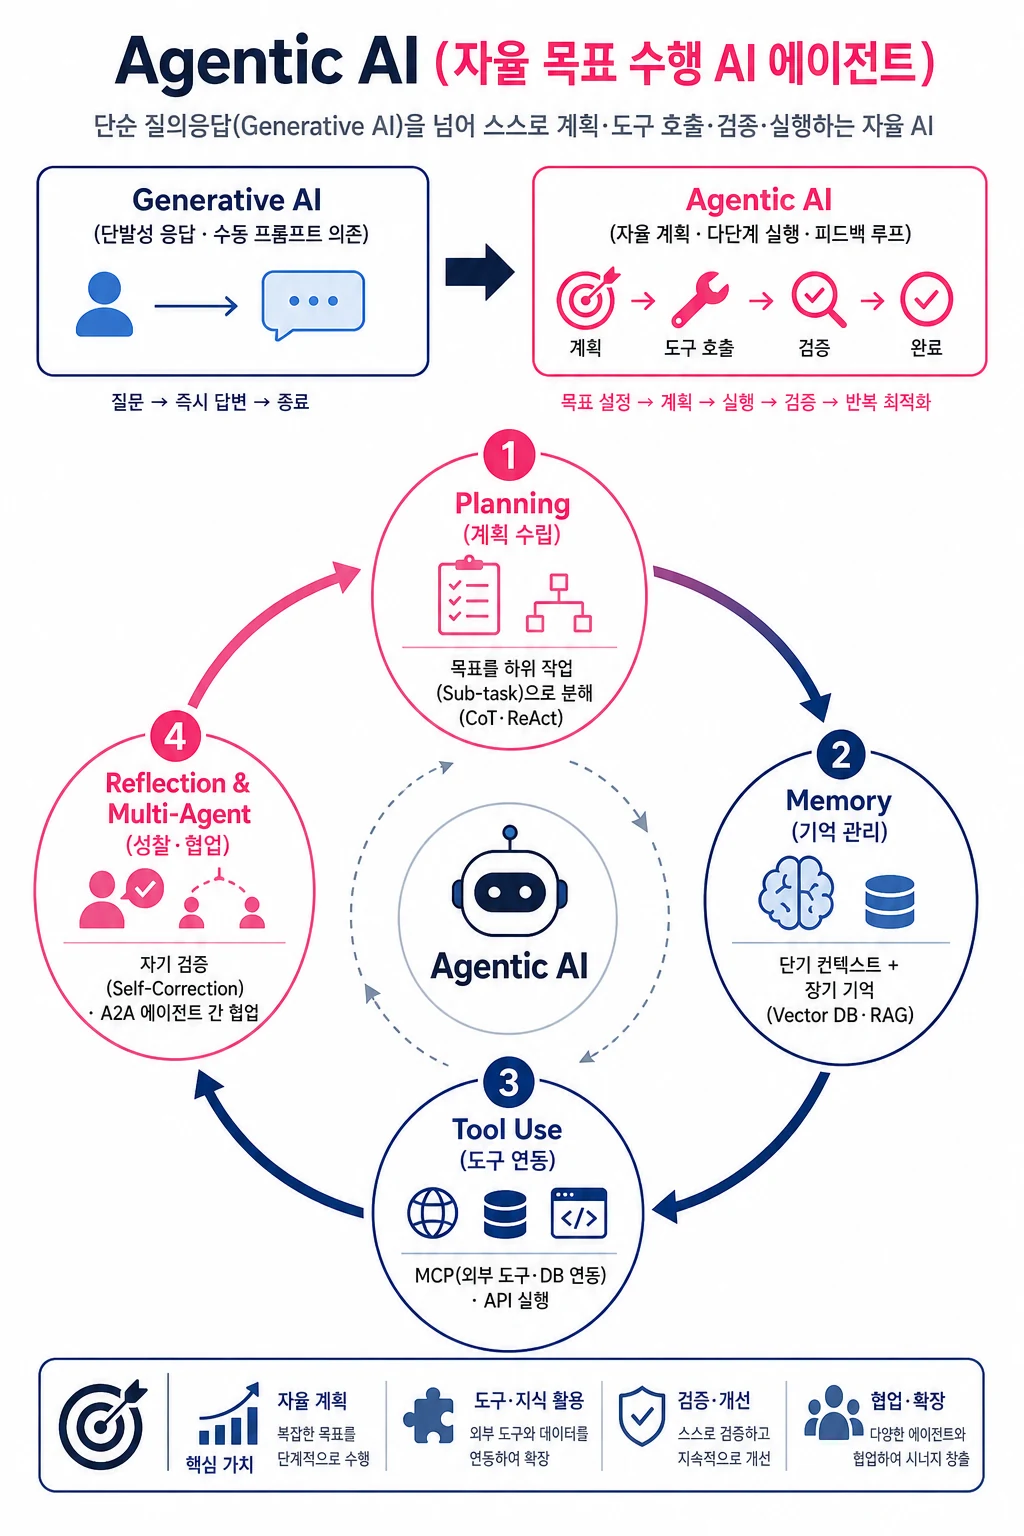 Agentic AI (자율 목표 수행 AI 에이전트)
단순 질의응답(Generative AI)을 넘어 스스로 계획·도구 호출·검증·실행하는 자율 AI
Generative AI
(단발성 응답 · 수동 프롬프트 의존)
질문 → 즉시 답변 → 종료
Agentic AI
(자율 계획 · 다단계 실행 · 피드백 루프)
계획
도구 호출
검증
완료
목표 설정 → 계획 → 실행 → 검증 → 반복 최적화
1
Planning
(계획 수립)
목표를 하위 작업
(Sub-task)으로 분해
(CoT·ReAct)
2
Memory
(기억 관리)
단기 컨텍스트 +
장기 기억
(Vector DB·RAG)
3
Tool Use
(도구 연동)
MCP(외부 도구·DB 연동)
· API 실행
4
Reflection &
Multi-Agent
(성찰·협업)
자기 검증
(Self-Correction)
· A2A 에이전트 간 협업
Agentic AI
핵심 가치
자율 계획
복잡한 목표를
단계적으로 수행
도구·지식 활용
외부 도구와 데이터를
연동하여 확장
검증·개선
스스로 검증하고
지속적으로 개선
협업·확장
다양한 에이전트와
협업하여 시너지 창출